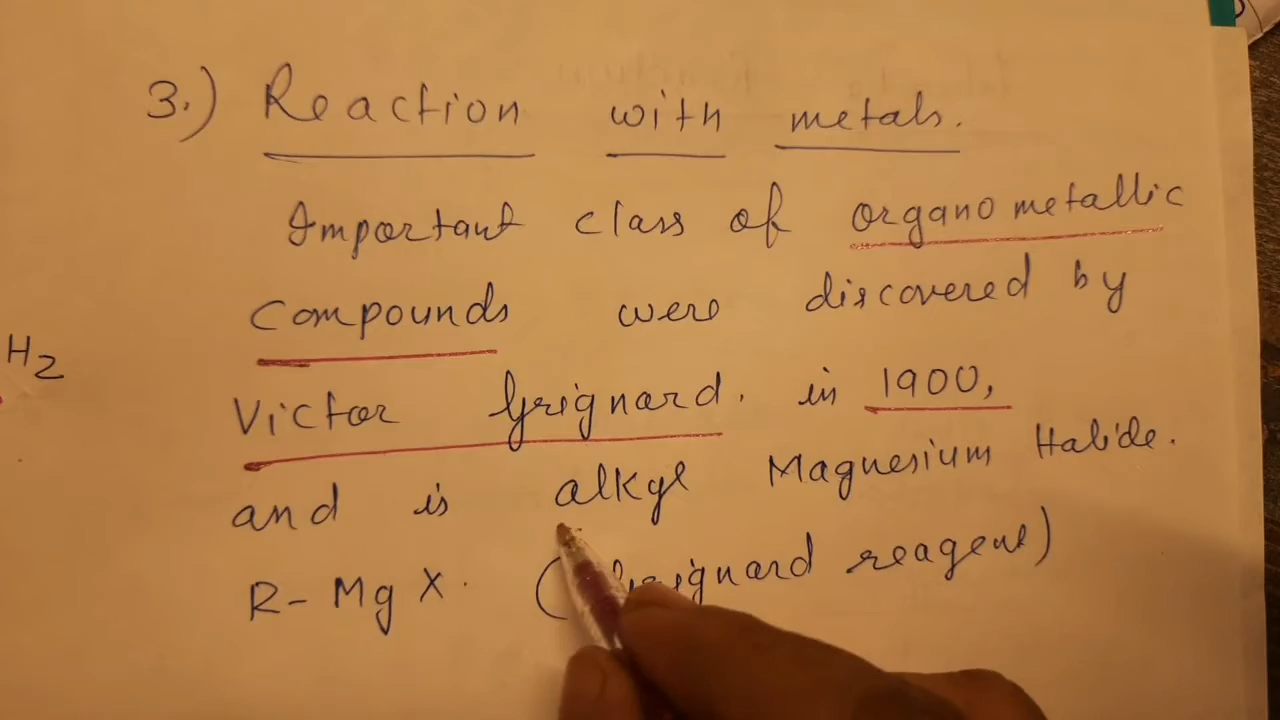 3.) Reaction with metals.
Important class of organometallic
compounds were discovered by
H2
Victor Grignard. in 1900,
and is alkyl Magnesium Halide.
R-MgX. (Grignard reagent)